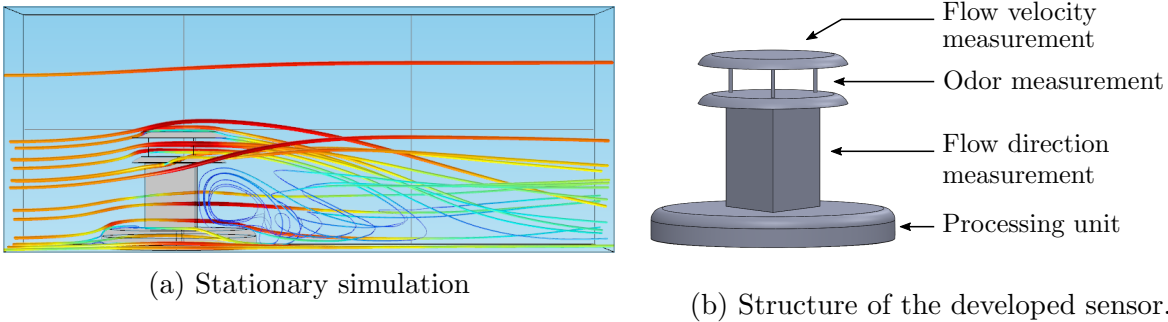 Flow velocity
measurement
Odor measurement
Flow direction
measurement
Processing unit
(a) Stationary simulation
(b) Structure of the developed sensor.